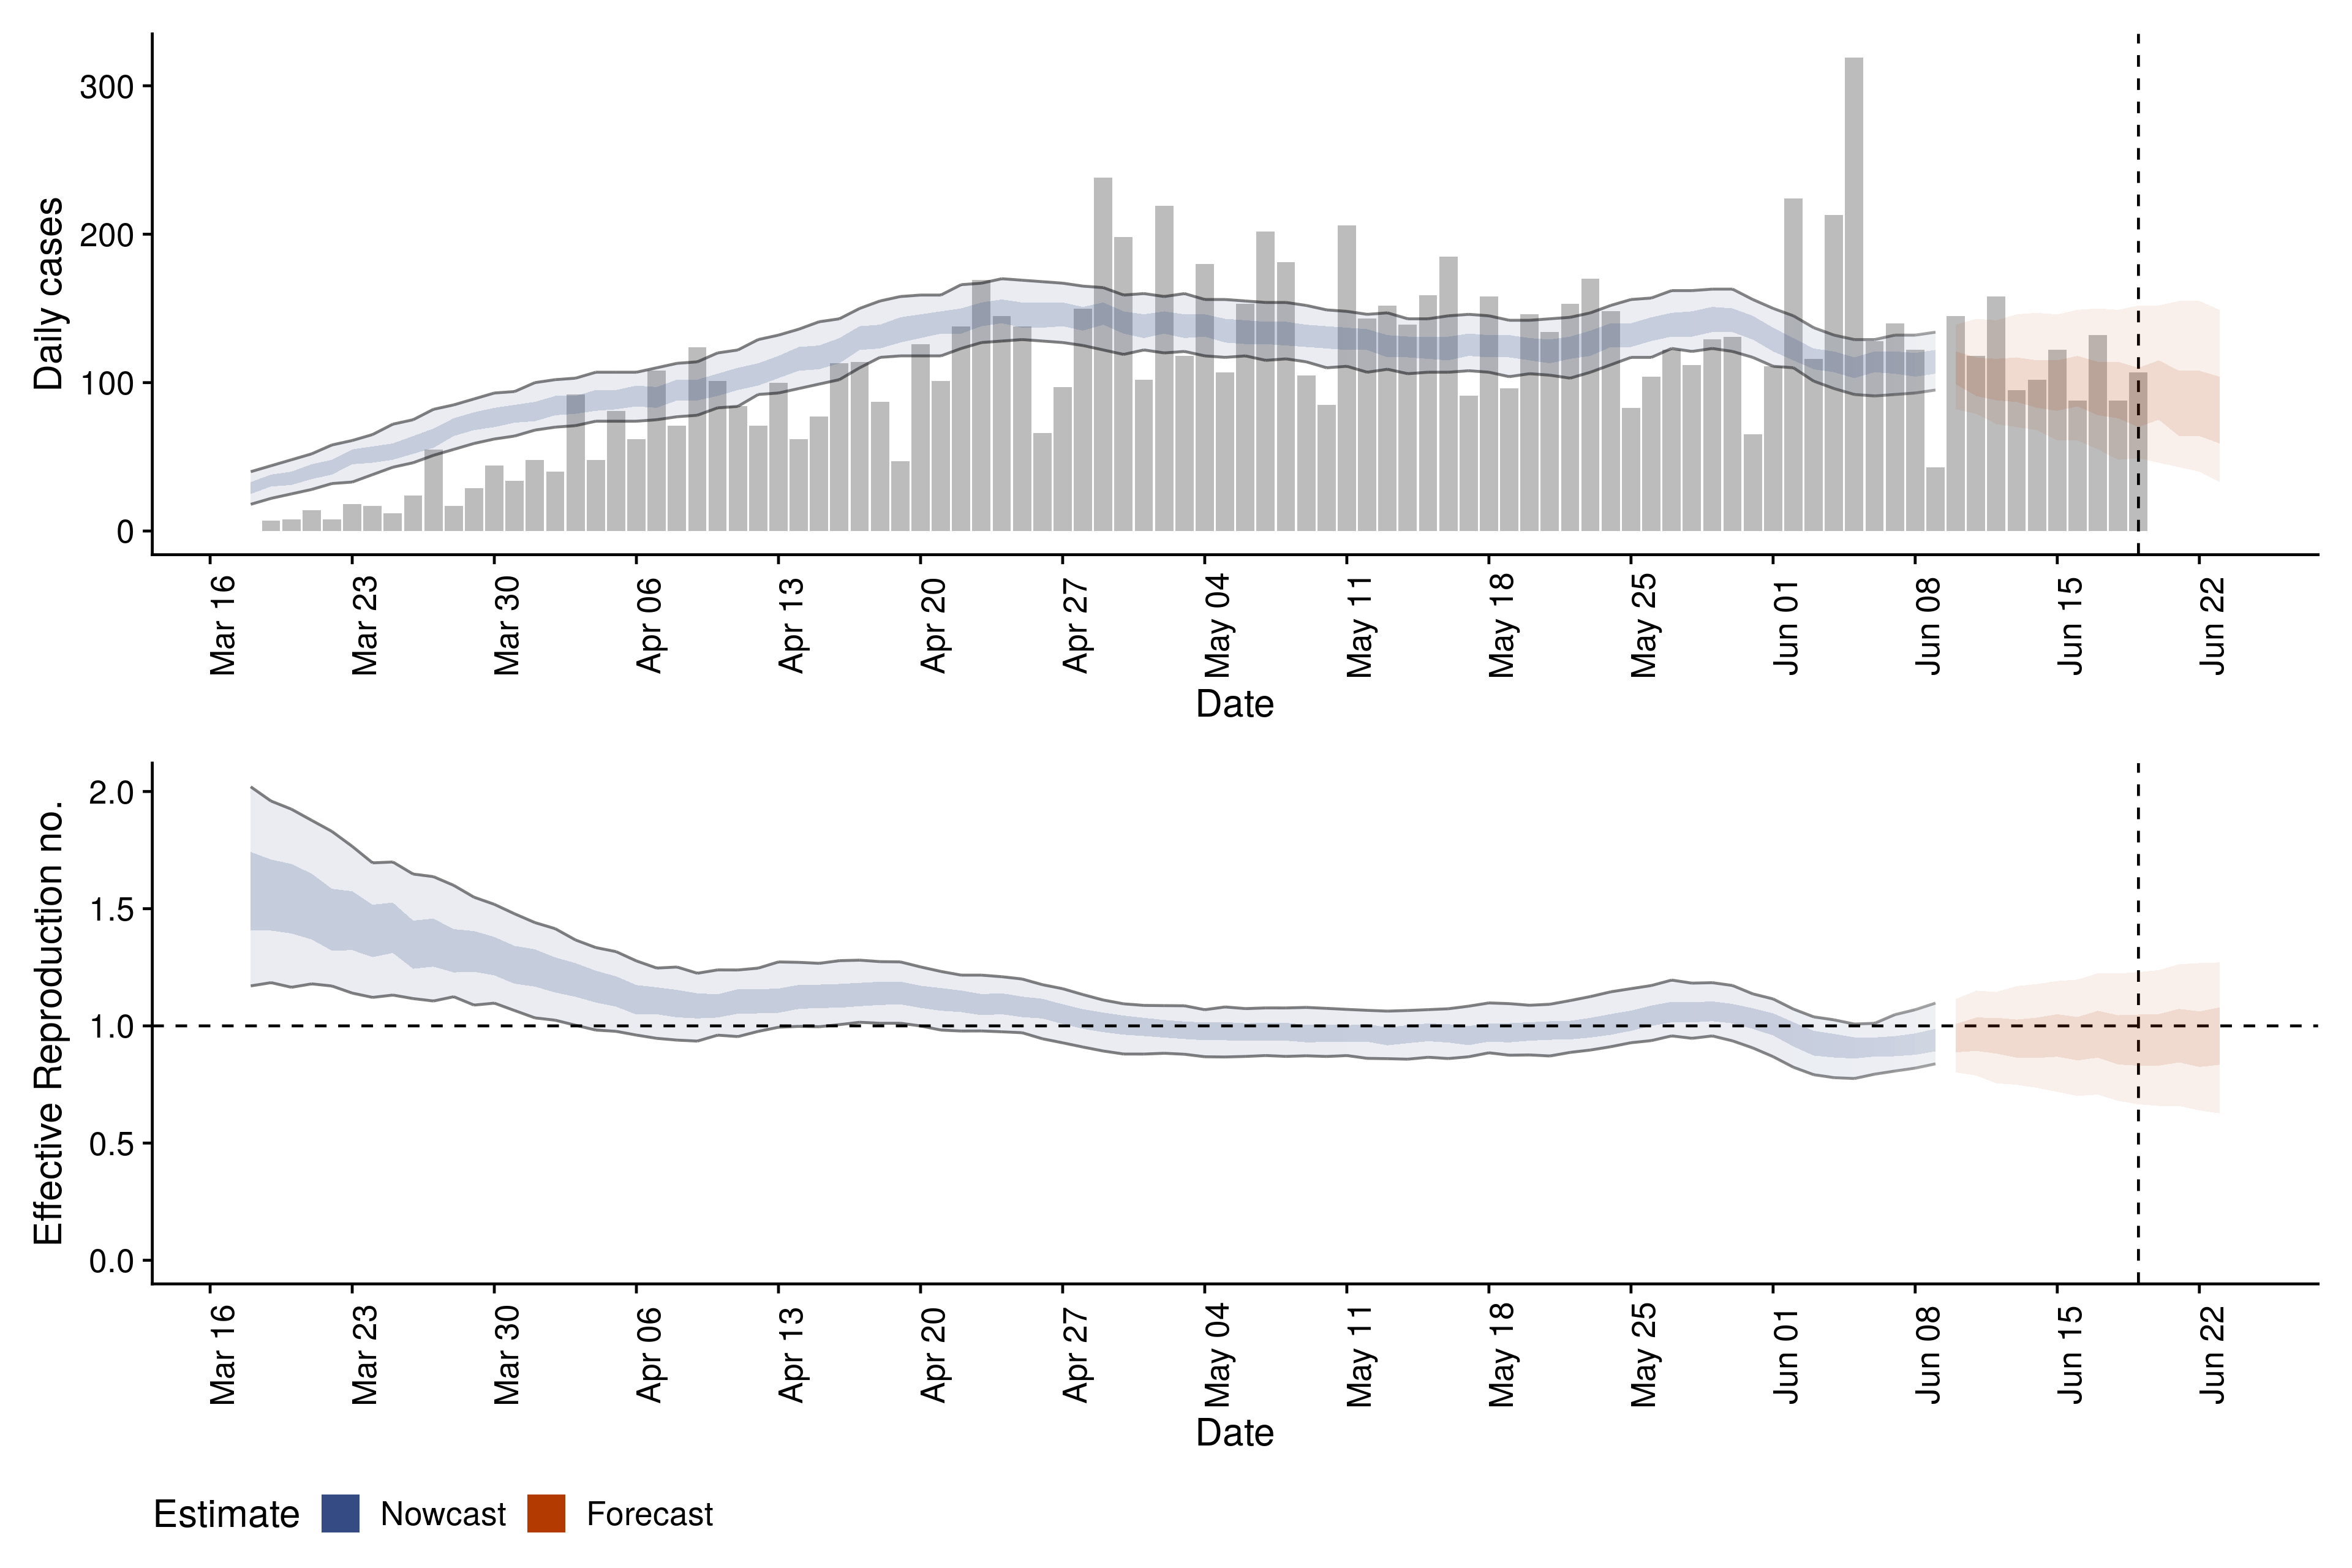 Daily cases
300
200
100
0
Mar 16
Mar 23
Mar 30
Apr 06
Apr 13
Apr 20
Apr 27
May 04
May 11
May 18
May 25
Jun 01
Jun 08
Jun 15
Jun 22
Date
Effective Reproduction no.
2.0
1.5
1.0
0.5
0.0
Mar 16
Mar 23
Mar 30
Apr 06
Apr 13
Apr 20
Apr 27
May 04
May 11
May 18
May 25
Jun 01
Jun 08
Jun 15
Jun 22
Date
Estimate Nowcast Forecast